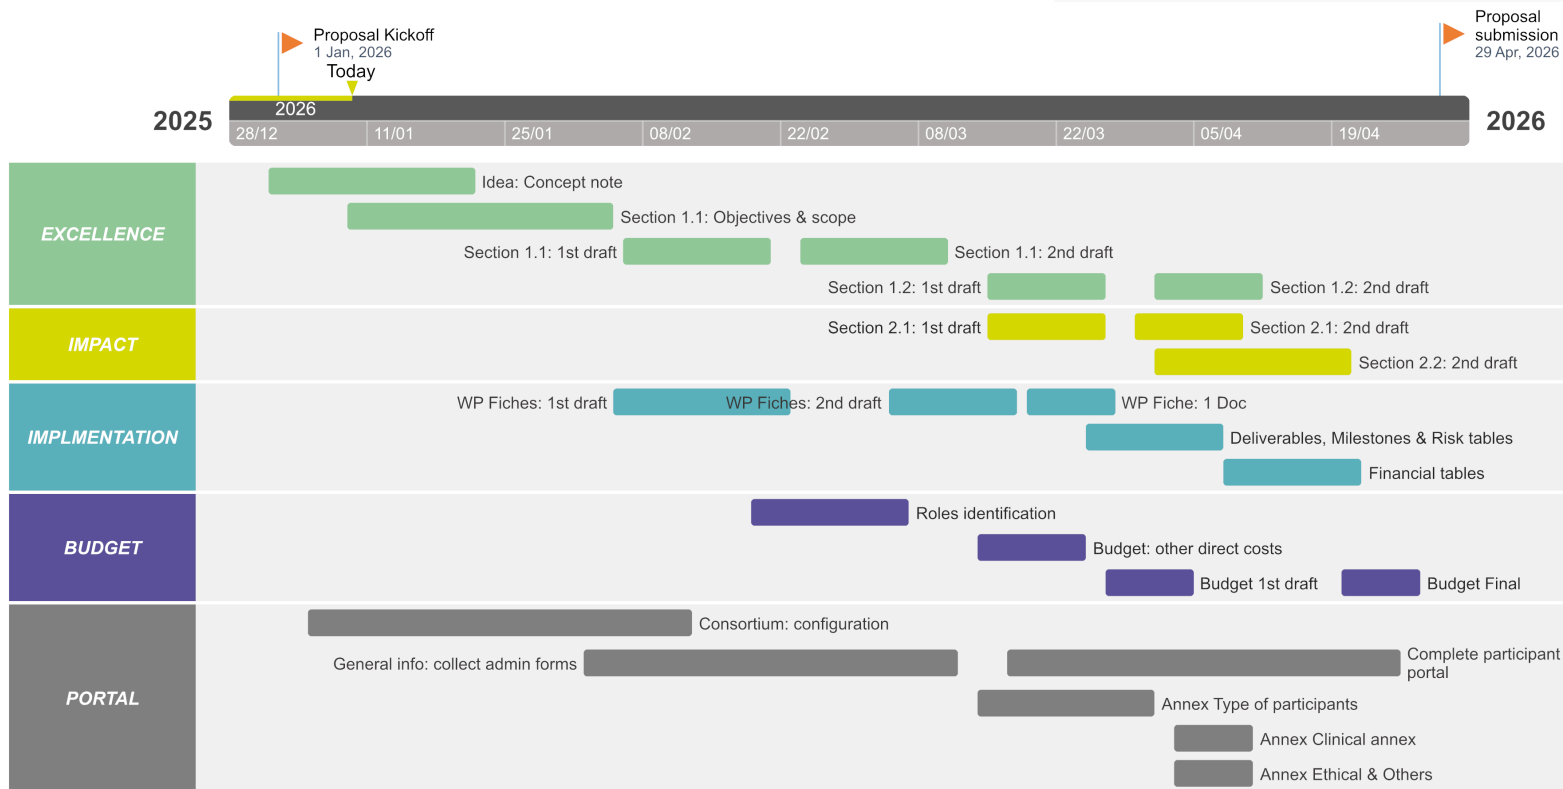 Proposal Kickoff
1 Jan, 2026
Today
Proposal
submission
29 Apr, 2026
2025
2026
2026
28/12
11/01
25/01
08/02
22/02
08/03
22/03
05/04
19/04
EXCELLENCE
Idea: Concept note
Section 1.1: Objectives & scope
Section 1.1: 1st draft
Section 1.1: 2nd draft
Section 1.2: 1st draft
Section 1.2: 2nd draft
IMPACT
Section 2.1: 1st draft
Section 2.1: 2nd draft
Section 2.2: 2nd draft
IMPLMENTATION
WP Fiches: 1st draft
WP Fiches: 2nd draft
WP Fiche: 1 Doc
Deliverables, Milestones & Risk tables
Financial tables
BUDGET
Roles identification
Budget: other direct costs
Budget 1st draft
Budget Final
PORTAL
Consortium: configuration
General info: collect admin forms
Complete participant
portal
Annex Type of participants
Annex Clinical annex
Annex Ethical & Others